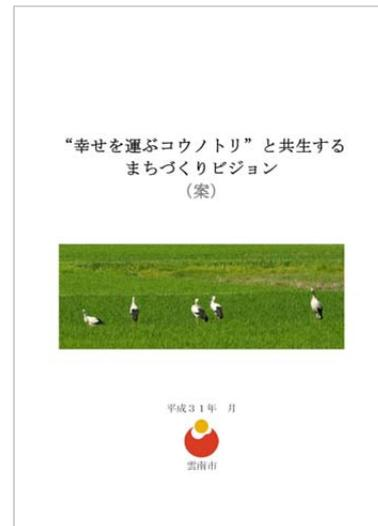 “幸せを運ぶコウノトリ”と共生する
まちづくりビジョン
（案）
平成３１年　月
雲南市